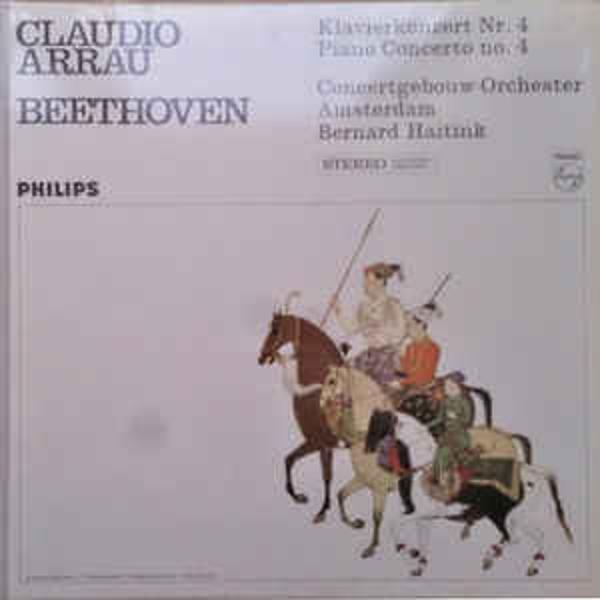 CLAUDIO
ARRAU
BEETHOVEN
Klavierkonzert Nr. 4
Piano Concerto no. 4
Concertgebouw Orchester
Amsterdam
Bernard Haitink
STEREO
PHILIPS